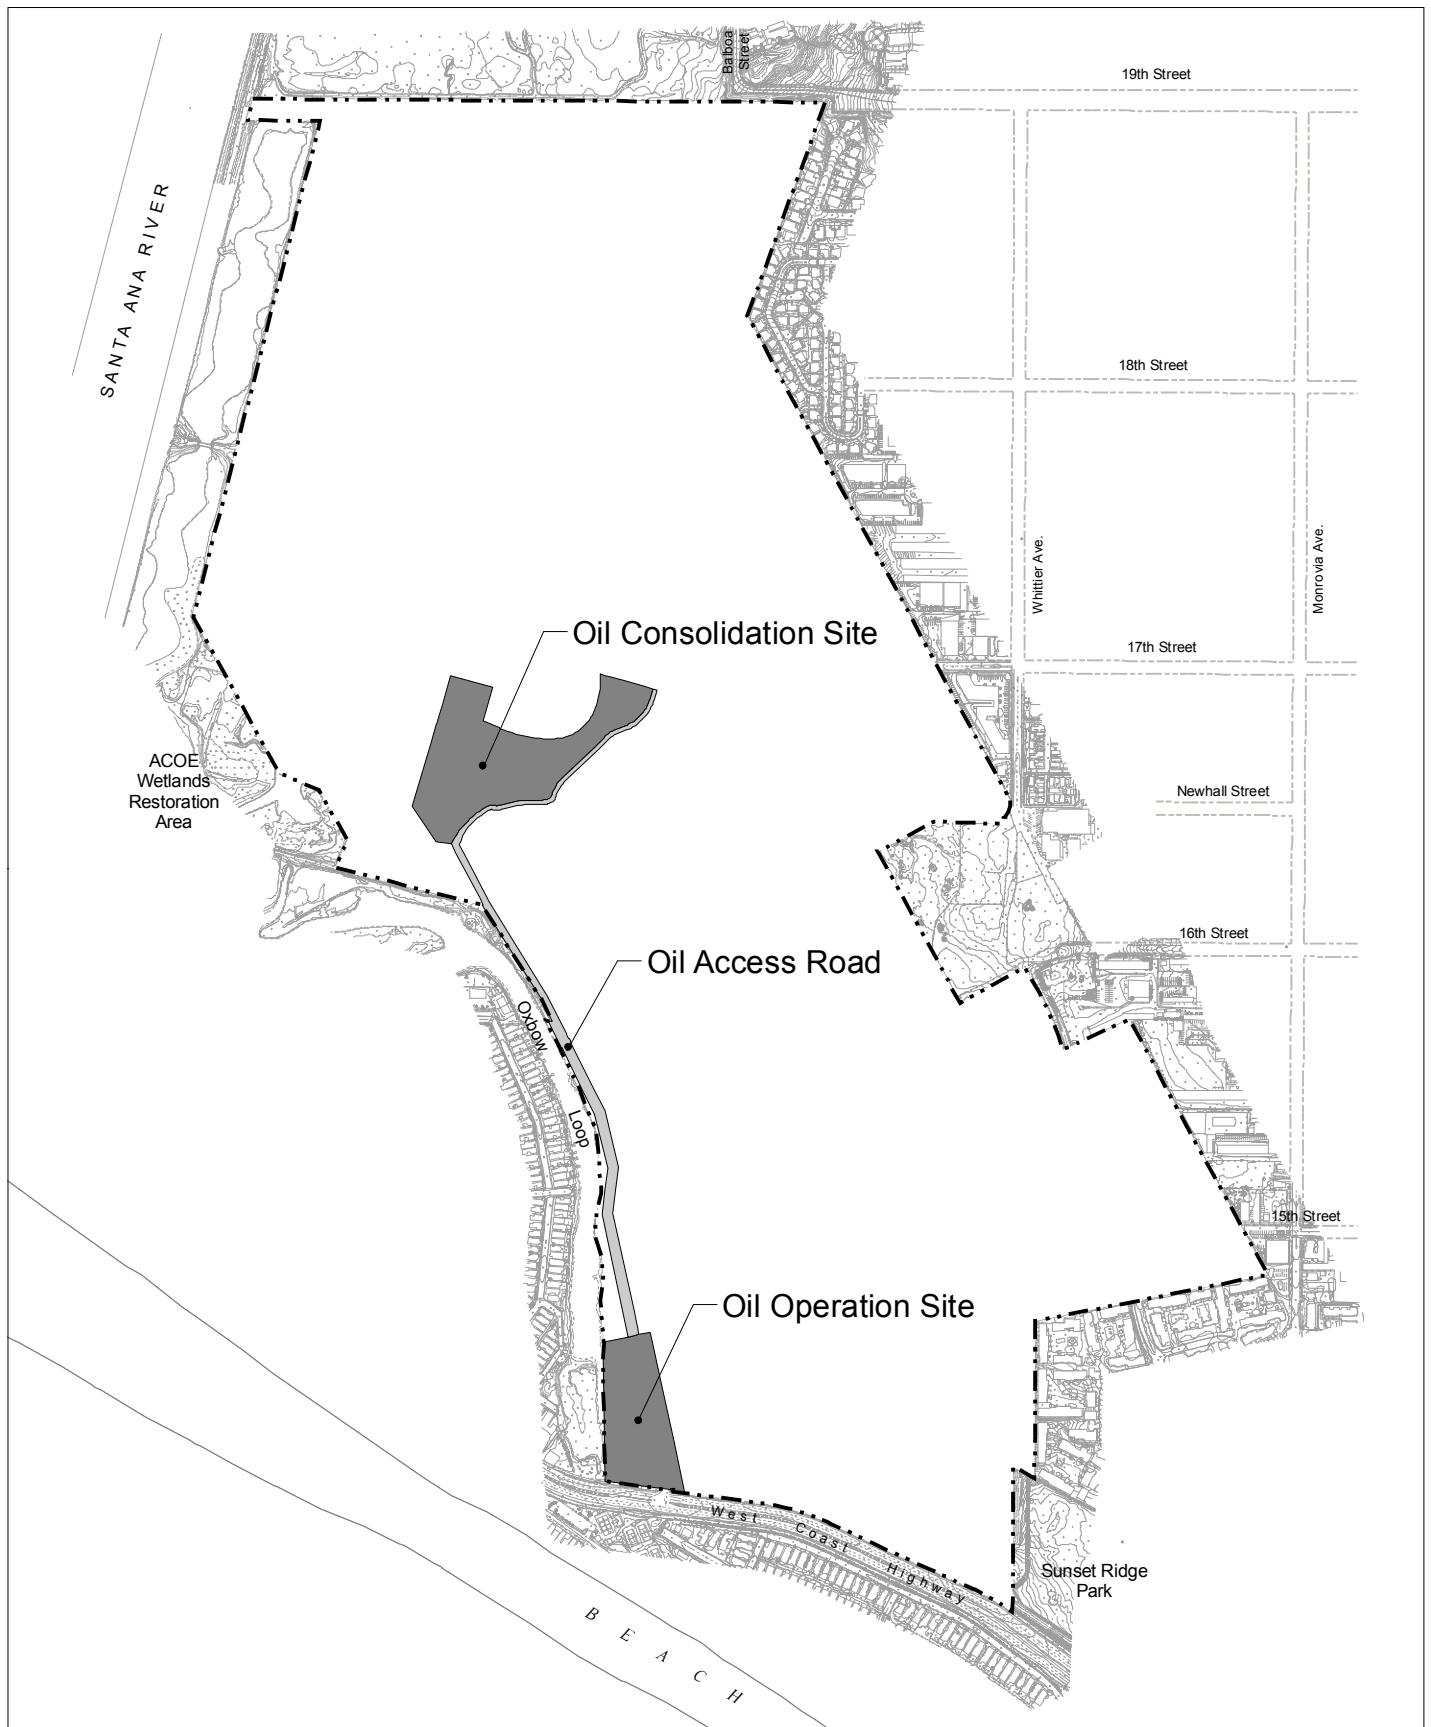 Balboa
Street
19th Street
SANTA ANA RIVER
18th Street
Whittier Ave.
Monrovia Ave.
Oil Consolidation Site
17th Street
ACOE
Wetlands
Restoration
Area
Newhall Street
16th Street
Oil Access Road
Oxbow
Loop
15th Street
Oil Operation Site
West Coast Highway
Sunset Ridge
Park
BEACH